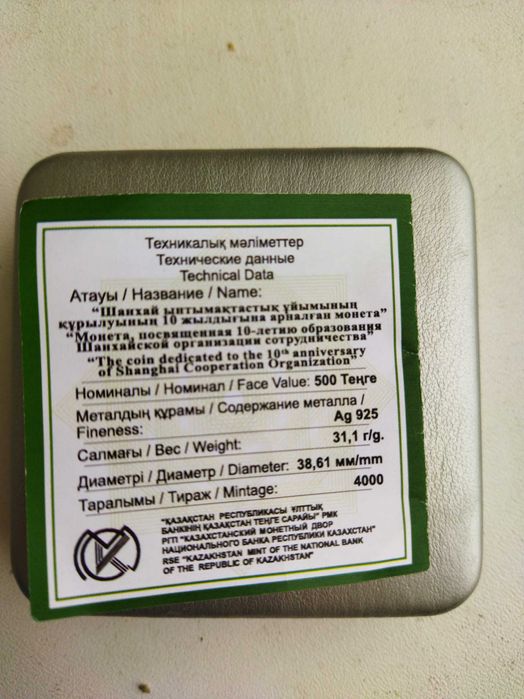 Техникалық мәліметтер
Технические данные
Technical Data
Атауы / Название / Name:
"Шанхай ынтымақтастық ұйымының
құрылуының 10 жылдығына арналған монета"
"Монета, посвященная 10-летию образования
Шанхайской организации сотрудничества"
"The coin dedicated to the 10th anniversary
of Shanghai Cooperation Organization"
Номиналы / Номинал / Face Value: 500 Теңге
Металдың құрамы / Содержание металла /
Fineness: Ag 925
Салмағы / Вес / Weight: 31,1 г/g.
Диаметрі / Диаметр / Diameter: 38,61 мм/mm
Таралымы / Тираж / Mintage: 4000
"ҚАЗАҚСТАН РЕСПУБЛИКАСЫ ҰЛТТЫҚ
БАНКІНІҢ ҚАЗАҚСТАН ТЕҢГЕ САРАЙЫ" РМК
РГП "КАЗАХСТАНСКИЙ МОНЕТНЫЙ ДВОР
НАЦИОНАЛЬНОГО БАНКА РЕСПУБЛИКИ КАЗАХСТАН"
RSE "KAZAKHSTAN MINT OF THE NATIONAL BANK
OF THE REPUBLIC OF KAZAKHSTAN"